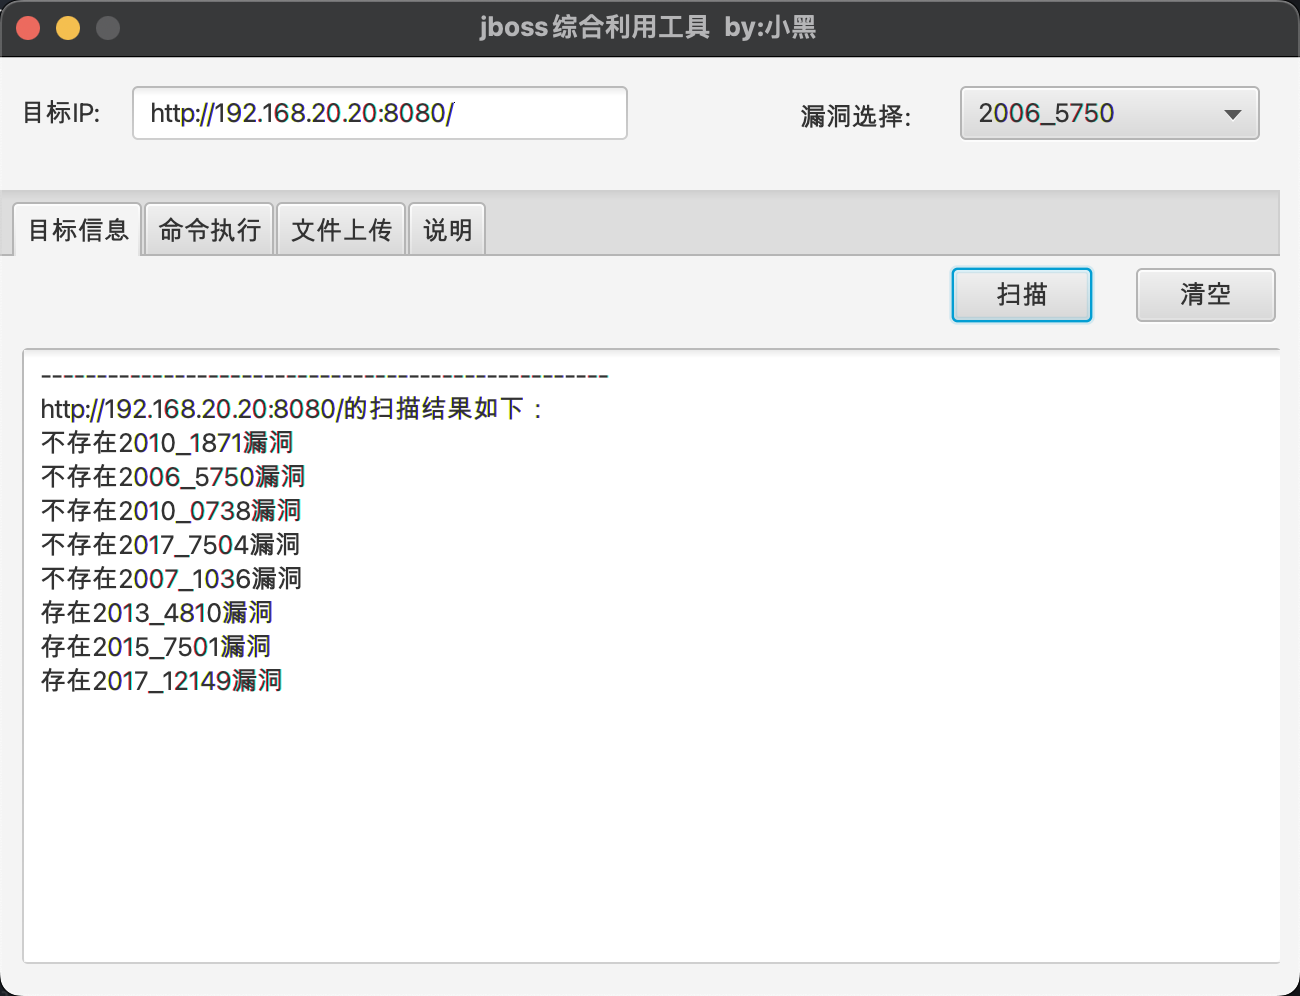 jboss综合利用工具 by:小黑
目标IP: http://192.168.20.20:8080/ 漏洞选择: 2006_5750
目标信息 命令执行 文件上传 说明
扫描 清空
---------------------------------------------------
http://192.168.20.20:8080/的扫描结果如下：
不存在2010_1871漏洞
不存在2006_5750漏洞
不存在2010_0738漏洞
不存在2017_7504漏洞
不存在2007_1036漏洞
存在2013_4810漏洞
存在2015_7501漏洞
存在2017_12149漏洞